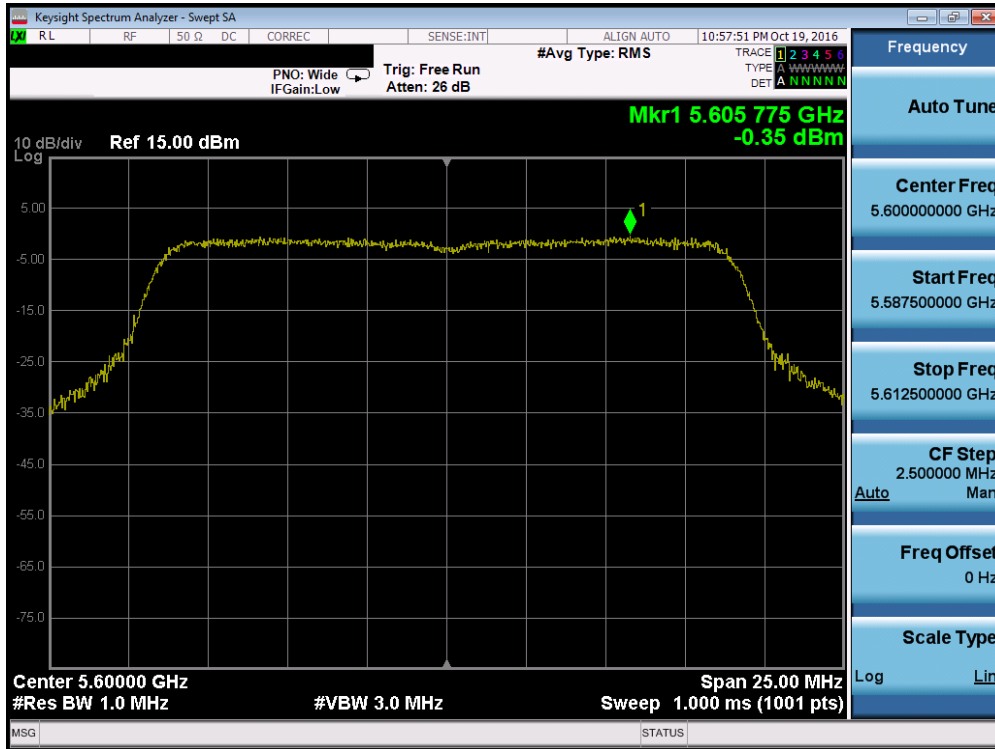 Keysight Spectrum Analyzer - Swept SA
LXI RL RF 50 Ω DC CORREC SENSE:INT ALIGN AUTO 10:57:51 PM Oct 19, 2016
Frequency
PNO: Wide Trig: Free Run #Avg Type: RMS TRACE 1 2 3 4 5 6
IFGain:Low Atten: 26 dB TYPE A WWWWW
DET A N N N N N
Auto Tune
Mkr1 5.605 775 GHz
10 dB/div Ref 15.00 dBm -0.35 dBm
Log
Center Freq
5.600000000 GHz
1
5.00
-5.00
-15.0
-25.0
-35.0
-45.0
-55.0
-65.0
-75.0
Start Freq
5.587500000 GHz
Stop Freq
5.612500000 GHz
CF Step
2.500000 MHz
Auto Man
Freq Offset
0 Hz
Scale Type
Log Lin
Center 5.60000 GHz Span 25.00 MHz
#Res BW 1.0 MHz #VBW 3.0 MHz Sweep 1.000 ms (1001 pts)
MSG STATUS